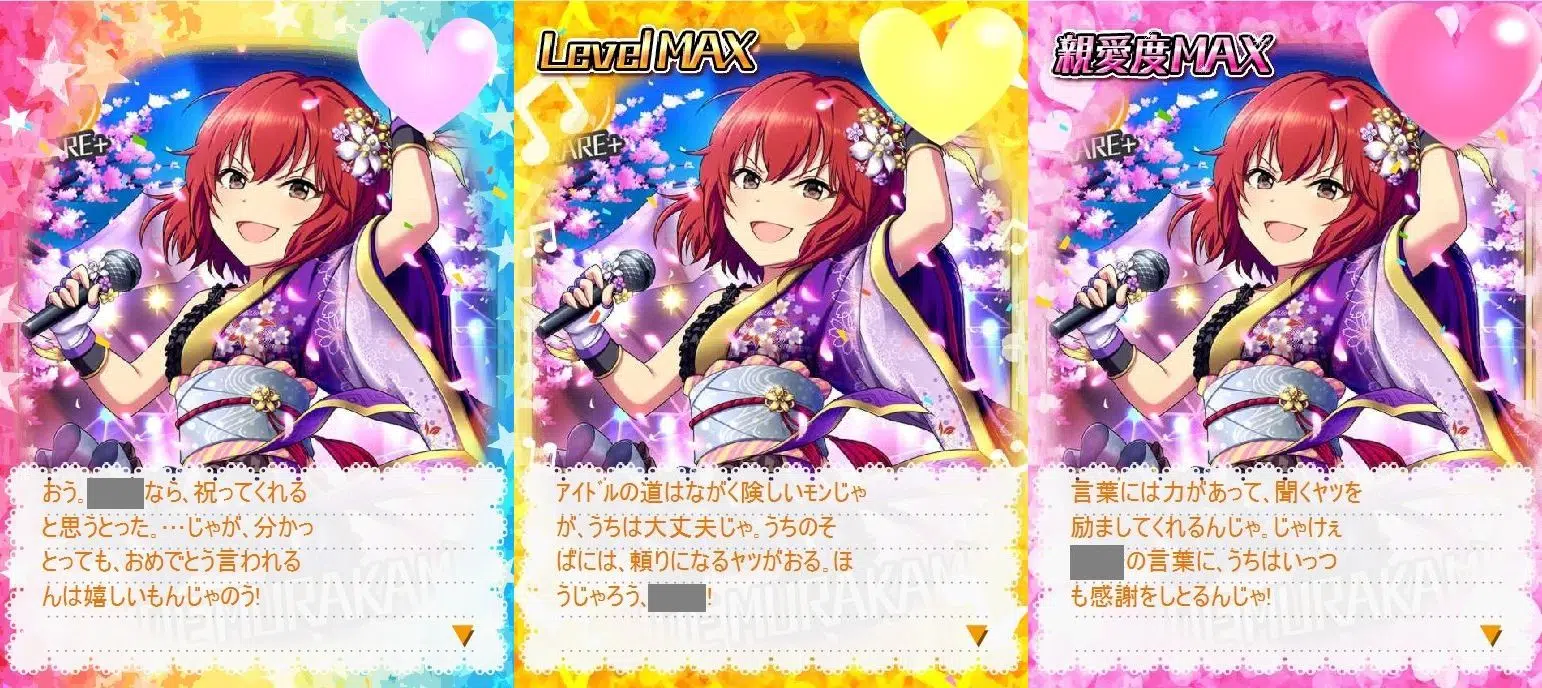 ARE+
おう。なら、祝ってくれる
と思うとった。…じゃが、分かっ
とっても、おめでとう言われる
んは嬉しいもんじゃのう!
Level MAX
ARE+
ｱｲﾄﾞﾙの道はながく険しいモンじゃ
が、うちは大丈夫じゃ。うちのそ
ばには、頼りになるヤツがおる。ほ
うじゃろう、!
親愛度MAX
ARE+
言葉には力があって、聞くヤツを
励ましてくれるんじゃ。じゃけぇ
の言葉に、うちはいっつ
も感謝をしとるんじゃ!